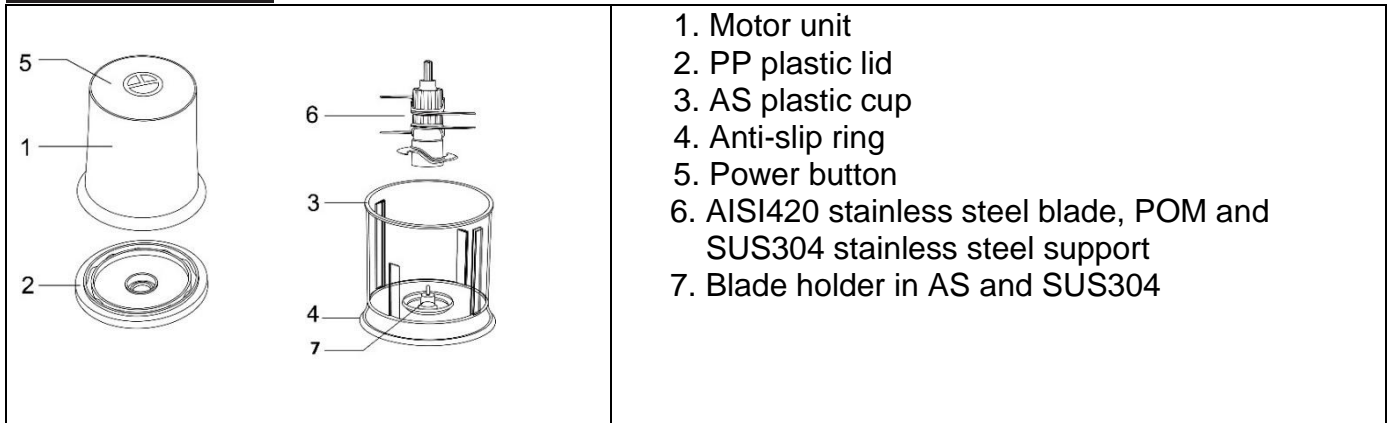 5
1
2
6
3
4
7
1. Motor unit
2. PP plastic lid
3. AS plastic cup
4. Anti-slip ring
5. Power button
6. AISI420 stainless steel blade, POM and
SUS304 stainless steel support
7. Blade holder in AS and SUS304